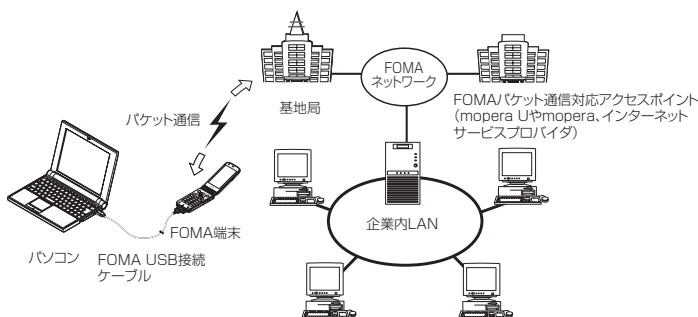 FOMA
ネットワーク
基地局
FOMAパケット通信対応アクセスポイント
（mopera Uやmopera、インターネット
サービスプロバイダ）
パケット通信
企業内LAN
FOMA端末
パソコン
FOMA USB接続
ケーブル